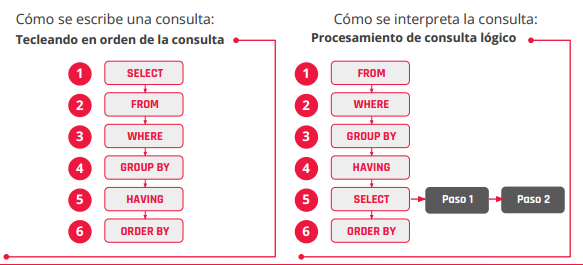 Cómo se escribe una consulta:
Tecleando en orden de la consulta
1 SELECT
2 FROM
3 WHERE
4 GROUP BY
5 HAVING
6 ORDER BY
Cómo se interpreta la consulta:
Procesamiento de consulta lógico
1 FROM
2 WHERE
3 GROUP BY
4 HAVING
5 SELECT Paso 1 Paso 2
6 ORDER BY